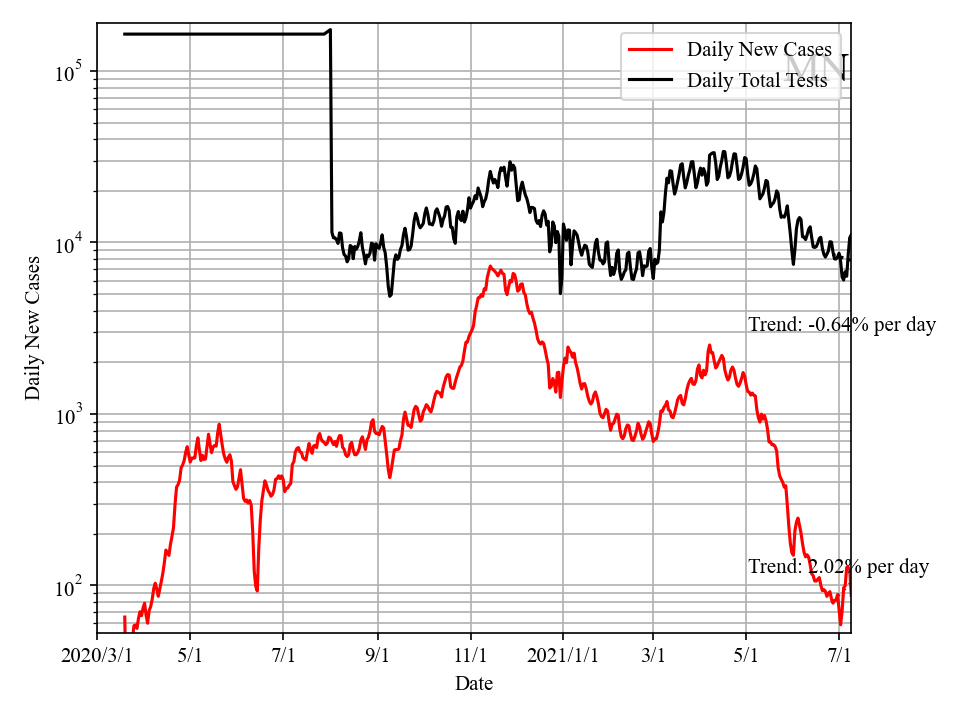 Daily New Cases
Daily Total Tests
MN
10^5
10^4
10^3
10^2
Daily New Cases
Trend: -0.64% per day
Trend: 2.02% per day
2020/3/1 5/1 7/1 9/1 11/1 2021/1/1 3/1 5/1 7/1
Date